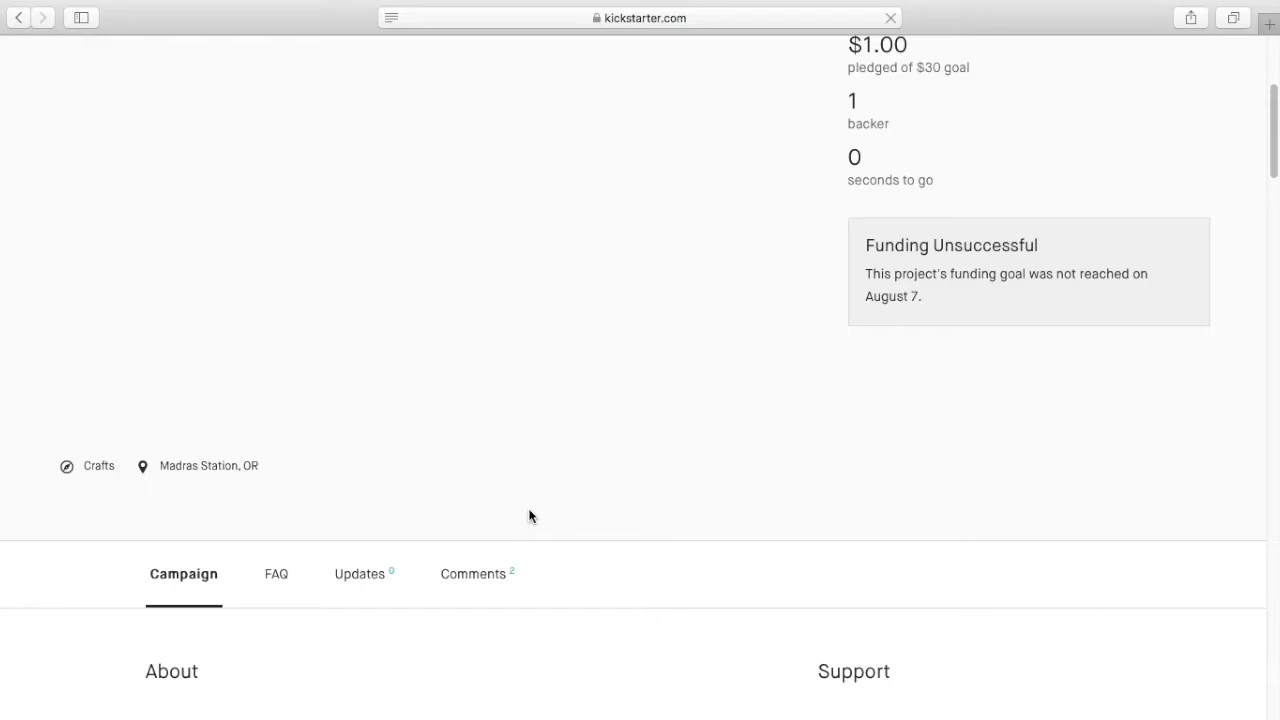 kickstarter.com
$1.00
pledged of $30 goal
1
backer
0
seconds to go
Funding Unsuccessful
This project's funding goal was not reached on
August 7.
Crafts Madras Station, OR
Campaign FAQ Updates 0 Comments 2
About Support